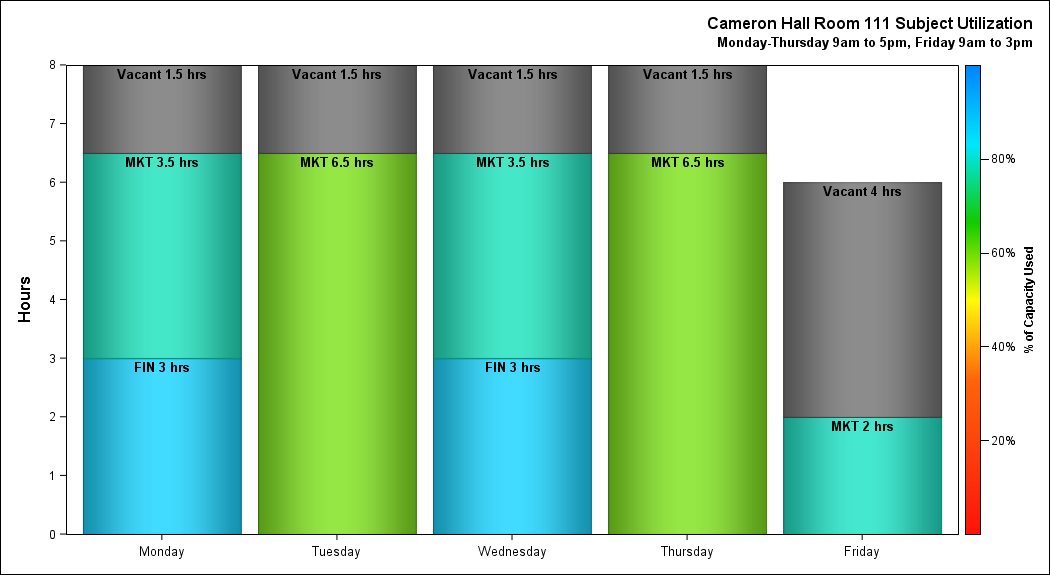 Cameron Hall Room 111 Subject Utilization
Monday-Thursday 9am to 5pm, Friday 9am to 3pm
Hours
8
7
6
5
4
3
2
1
0
Vacant 1.5 hrs
MKT 3.5 hrs
FIN 3 hrs
Vacant 1.5 hrs
MKT 6.5 hrs
Vacant 1.5 hrs
MKT 3.5 hrs
FIN 3 hrs
Vacant 1.5 hrs
MKT 6.5 hrs
Vacant 4 hrs
MKT 2 hrs
Monday
Tuesday
Wednesday
Thursday
Friday
80%
60%
40%
20%
% of Capacity Used